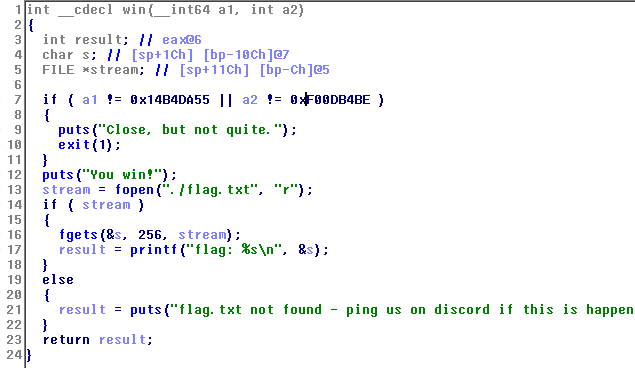 1 int __cdecl win(__int64 a1, int a2)
2 {
3 int result; // eax@6
4 char s; // [sp+1Ch] [bp-10Ch]@7
5 FILE *stream; // [sp+11Ch] [bp-Ch]@5
6
7 if ( a1 != 0x14B4DA55 || a2 != 0xF00DB4BE )
8 {
9 puts("Close, but not quite.");
10 exit(1);
11 }
12 puts("You win!");
13 stream = fopen("./flag.txt", "r");
14 if ( stream )
15 {
16 fgets(&s, 256, stream);
17 result = printf("flag: %s\n", &s);
18 }
19 else
20 {
21 result = puts("flag.txt not found - ping us on discord if this is happen
22 }
23 return result;
24 }